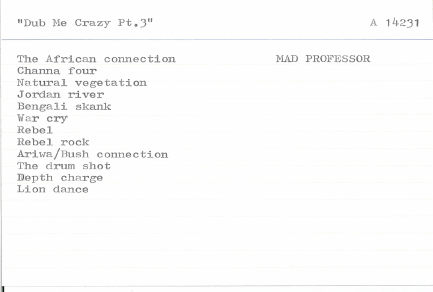 "Dub Me Crazy Pt.3" A 14231
The African connection MAD PROFESSOR
Channa four
Natural vegetation
Jordan river
Bengali skank
War cry
Rebel
Rebel rock
Ariwa/Bush connection
The drum shot
Depth charge
Lion dance